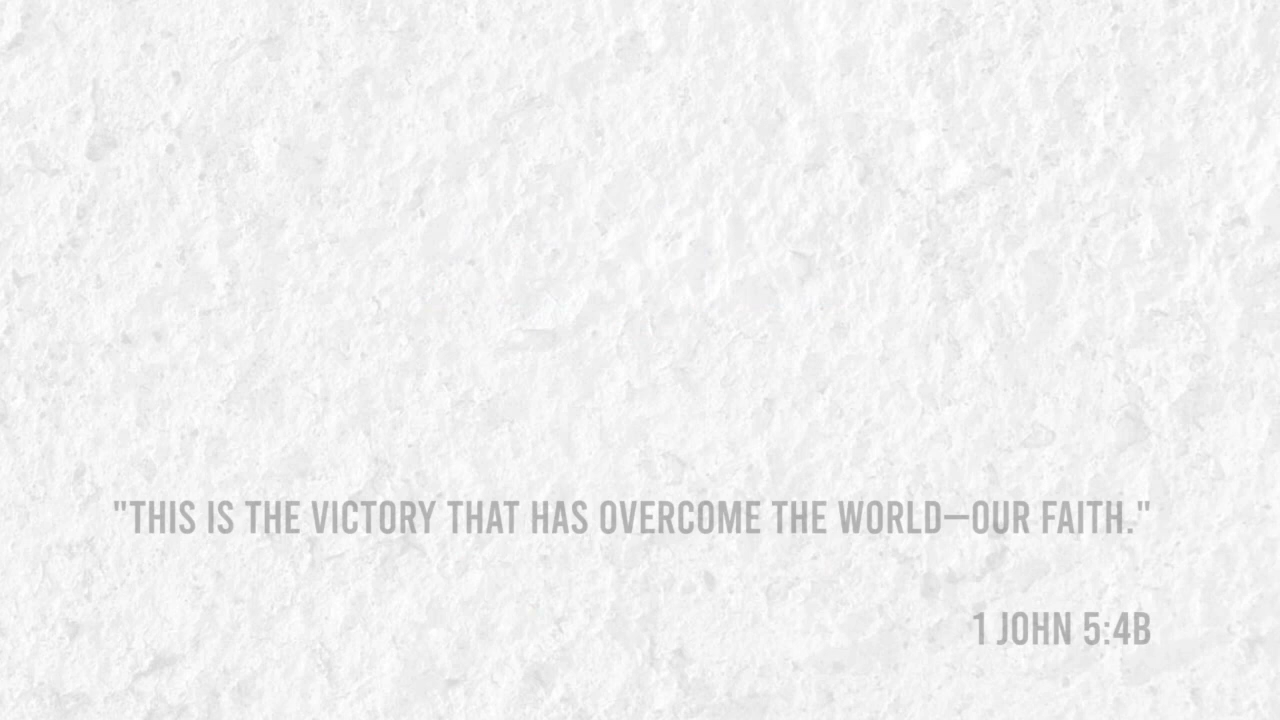 "THIS IS THE VICTORY THAT HAS OVERCOME THE WORLD—OUR FAITH."
1 JOHN 5:4B